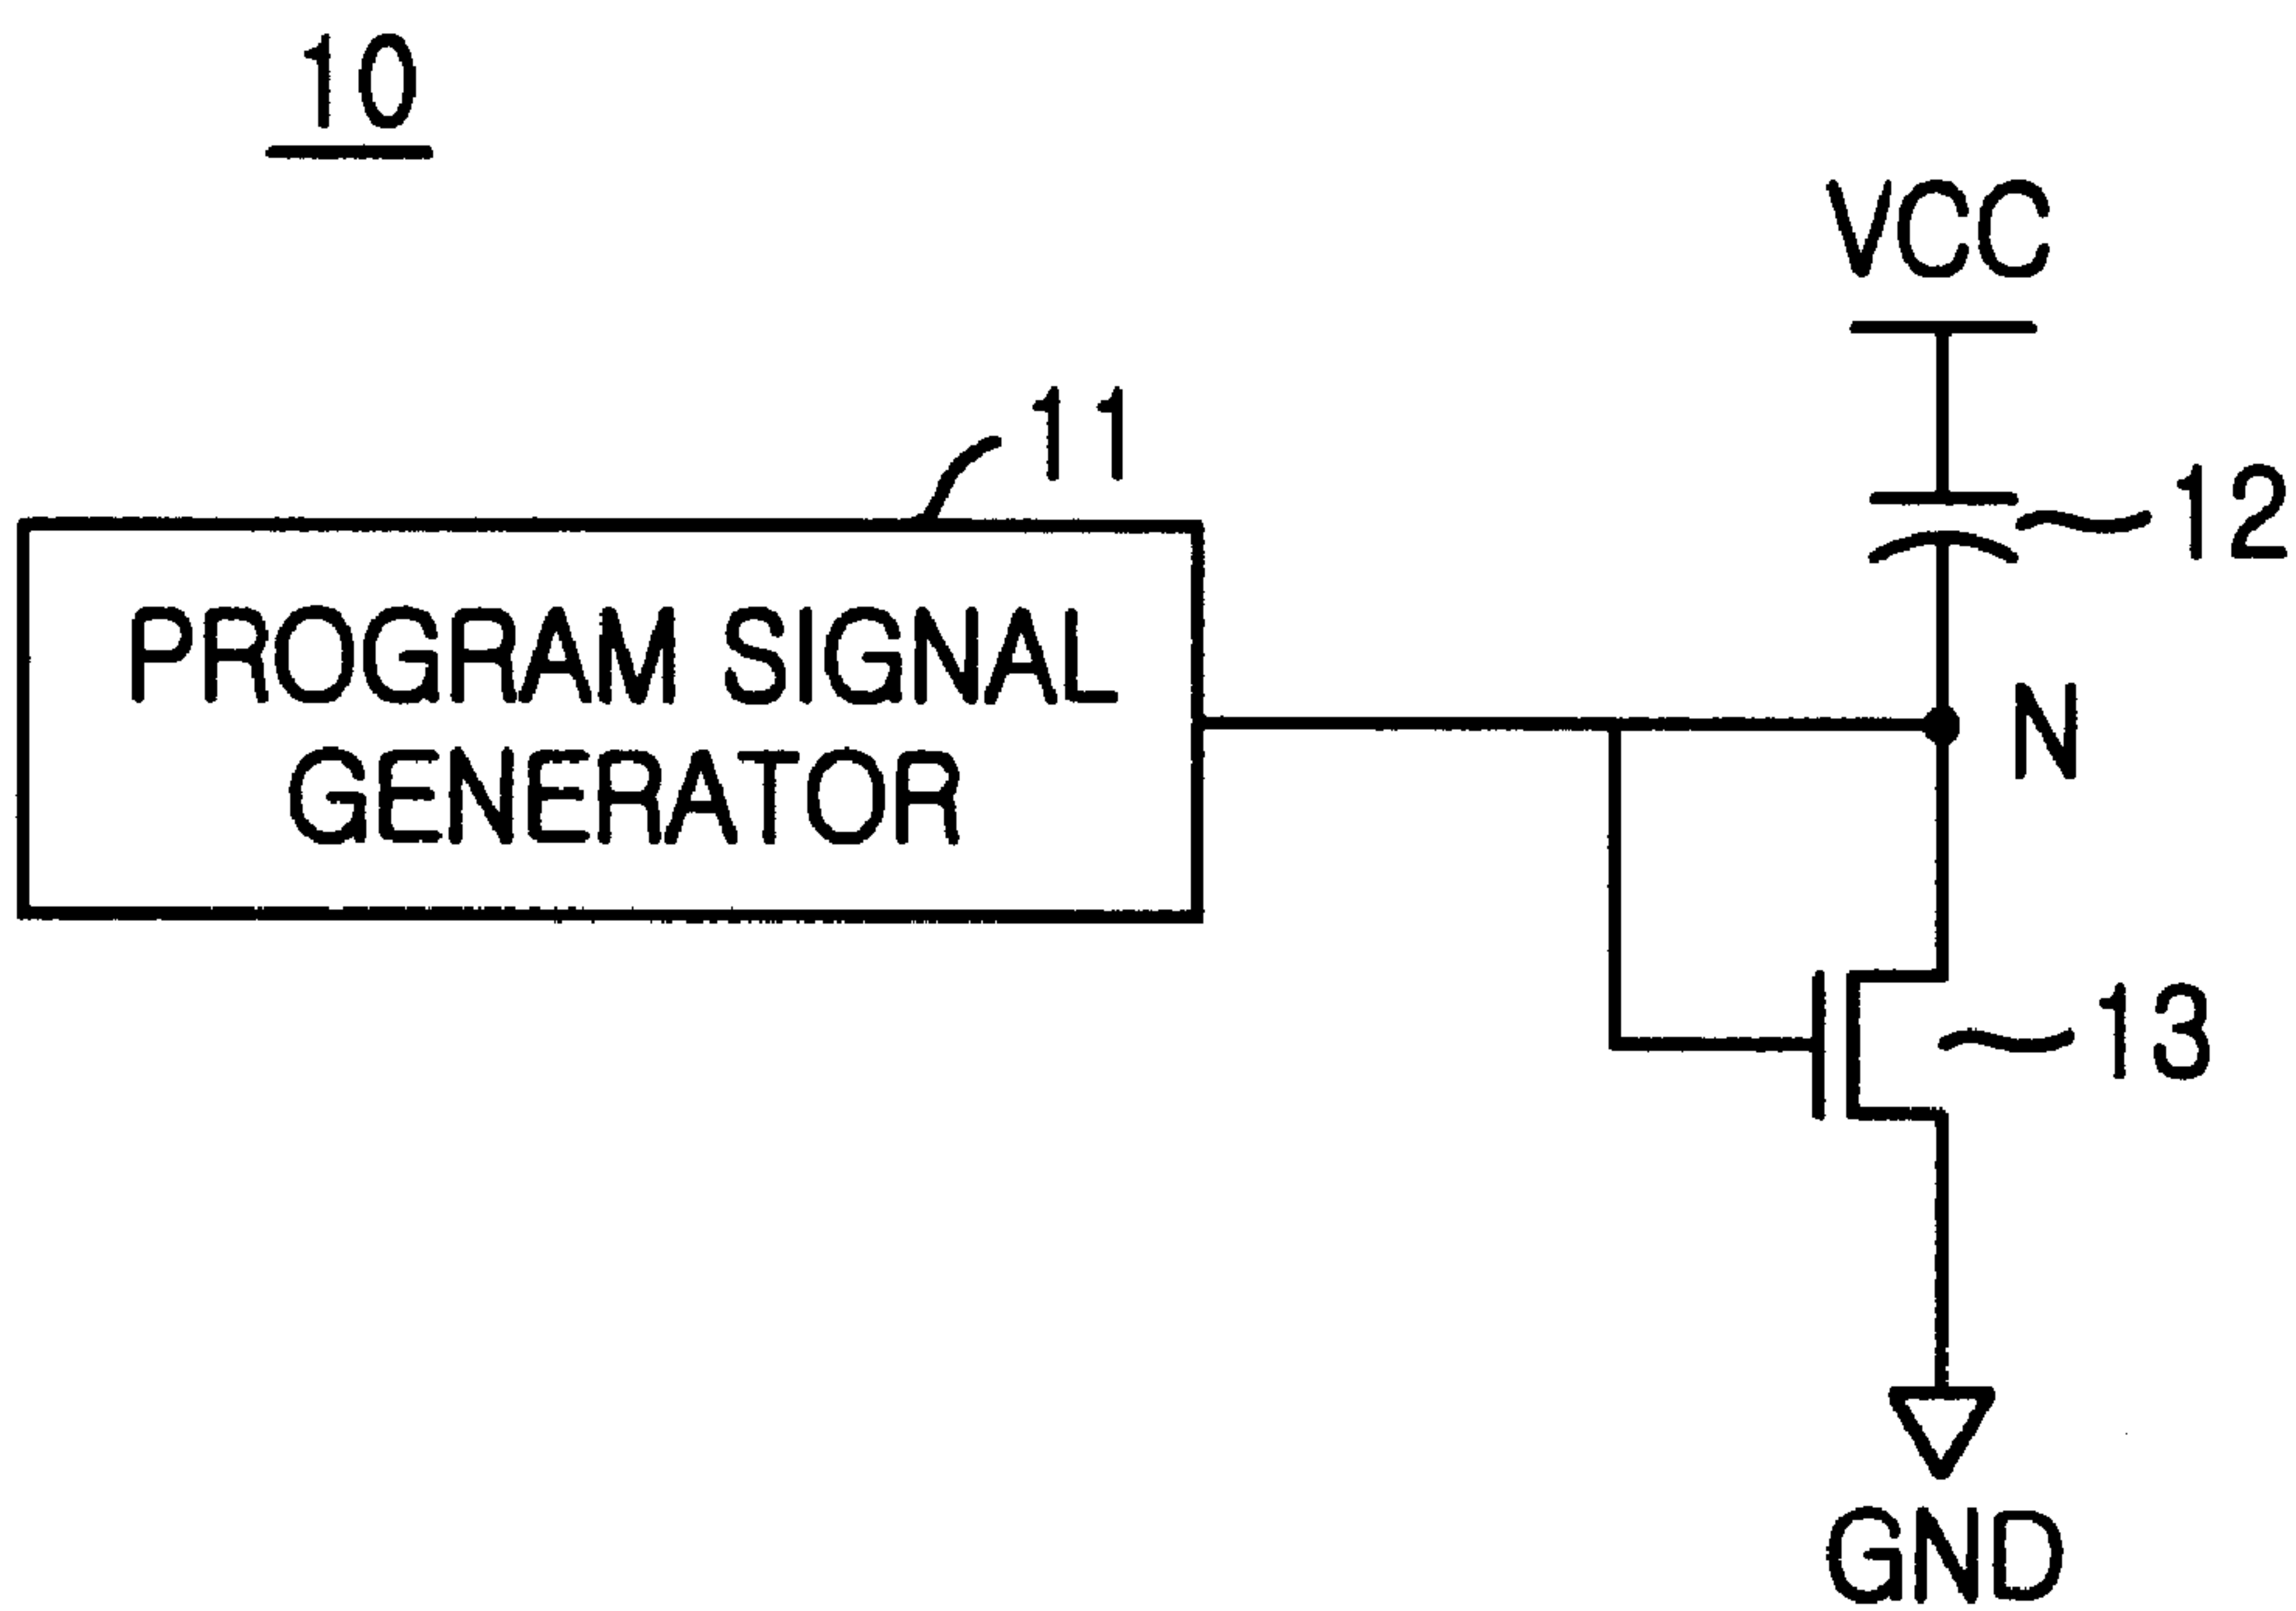 10
VCC
11
12
PROGRAM SIGNAL
GENERATOR
N
13
GND